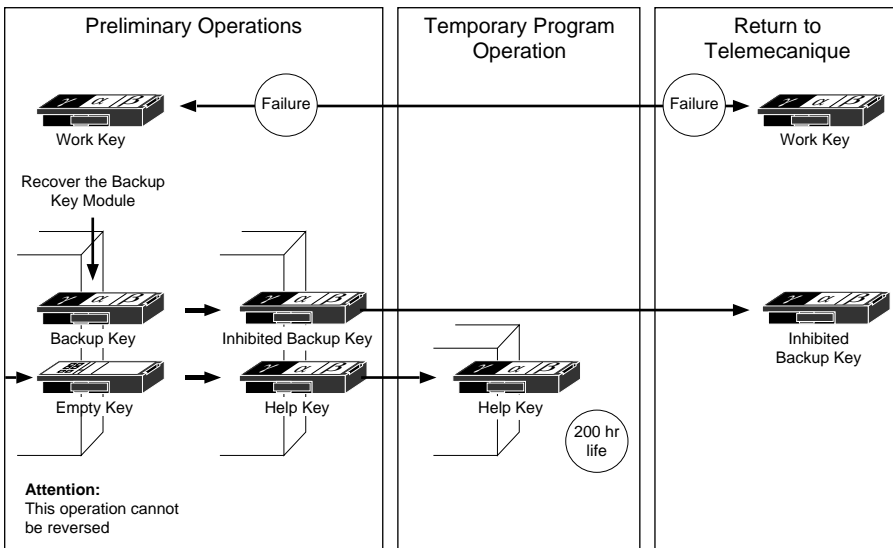 Preliminary Operations
Temporary Program
Operation
Return to
Telemecanique
γ α β
Work Key
Failure
Failure
γ α β
Work Key
Recover the Backup
Key Module
γ α β
Backup Key
γ α β
Inhibited Backup Key
γ α β
Inhibited
Backup Key
Empty Key
γ α β
Help Key
γ α β
Help Key
200 hr
life
Attention:
This operation cannot
be reversed